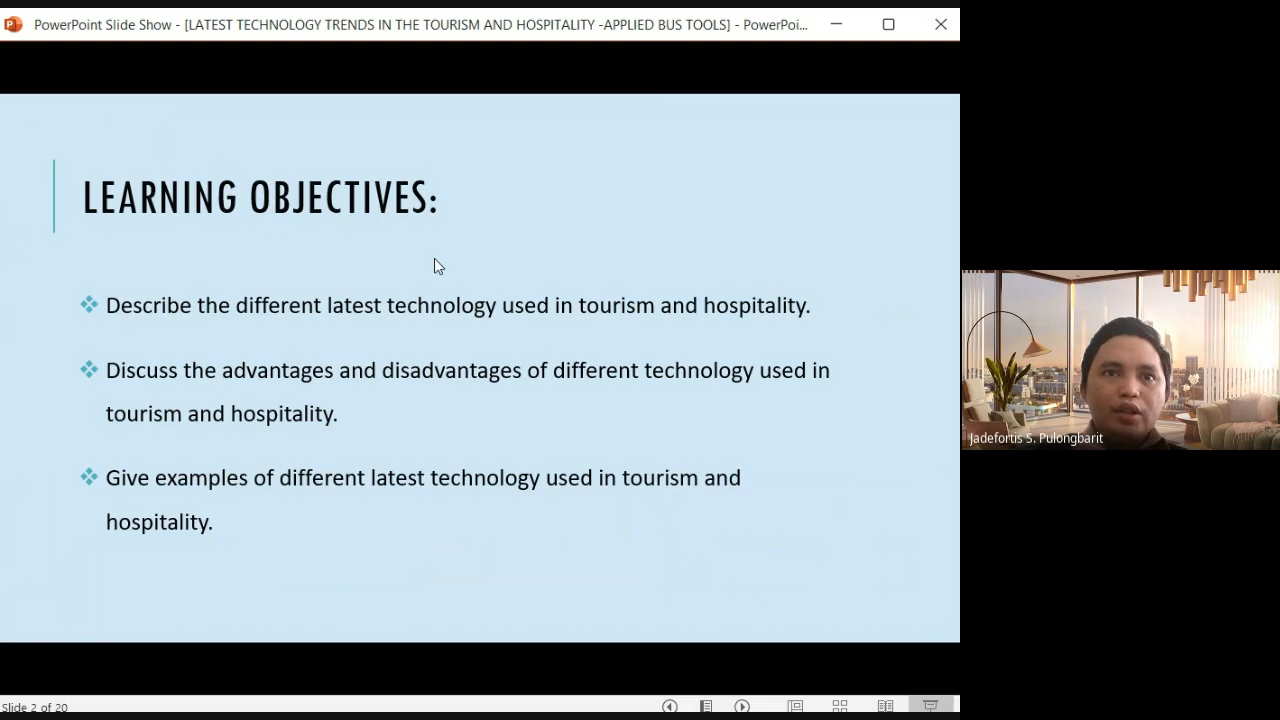 PowerPoint Slide Show - [LATEST TECHNOLOGY TRENDS IN THE TOURISM AND HOSPITALITY -APPLIED BUS TOOLS] - PowerPoi...
LEARNING OBJECTIVES:
Describe the different latest technology used in tourism and hospitality.
Discuss the advantages and disadvantages of different technology used in
tourism and hospitality.
Give examples of different latest technology used in tourism and
hospitality.
Jadefortis S. Pulongbarit
Slide 2 of 20